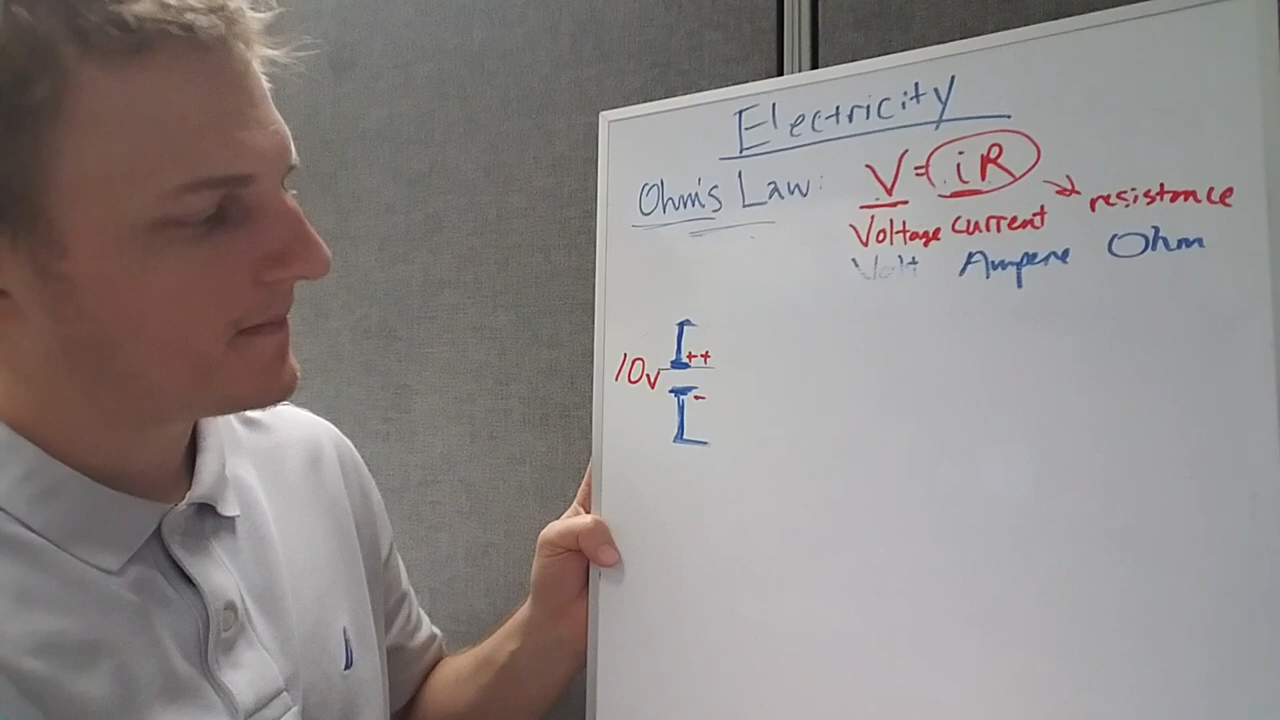 Electricity
Ohm's Law: V = iR → resistance
Voltage current
Volt Ampere Ohm
++
10v
-